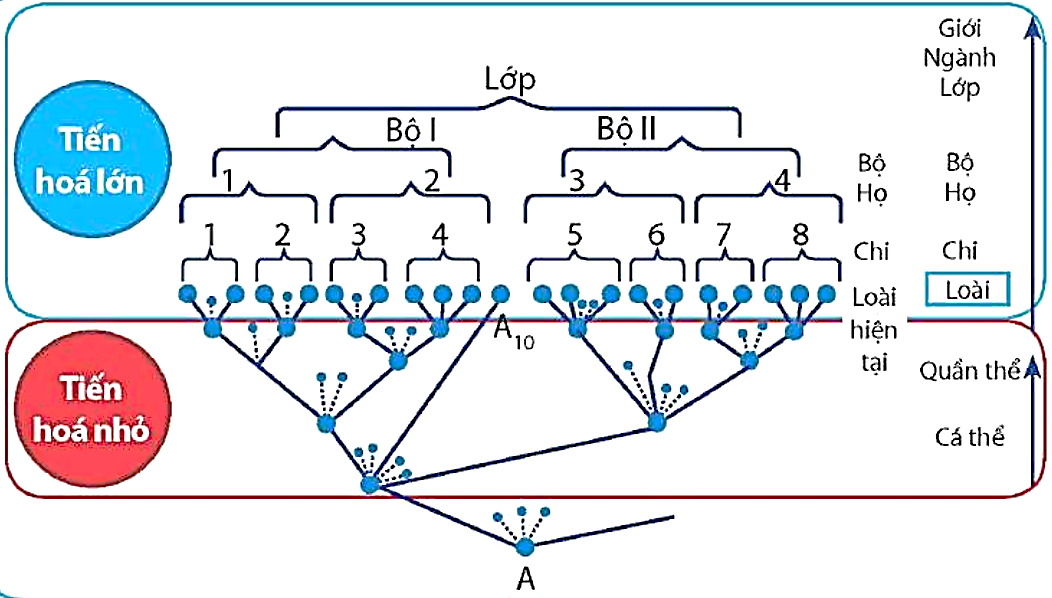 Giới
Ngành
Lớp
Lớp
Tiến
hoá lớn
Bộ I
Bộ II
1
2
3
4
Bộ
Họ
Bộ
Họ
1
2
3
4
5
6
7
8
Chi
Chi
Loài
hiện
tại
Loài
A10
Tiến
hoá nhỏ
Quần thể
Cá thể
A